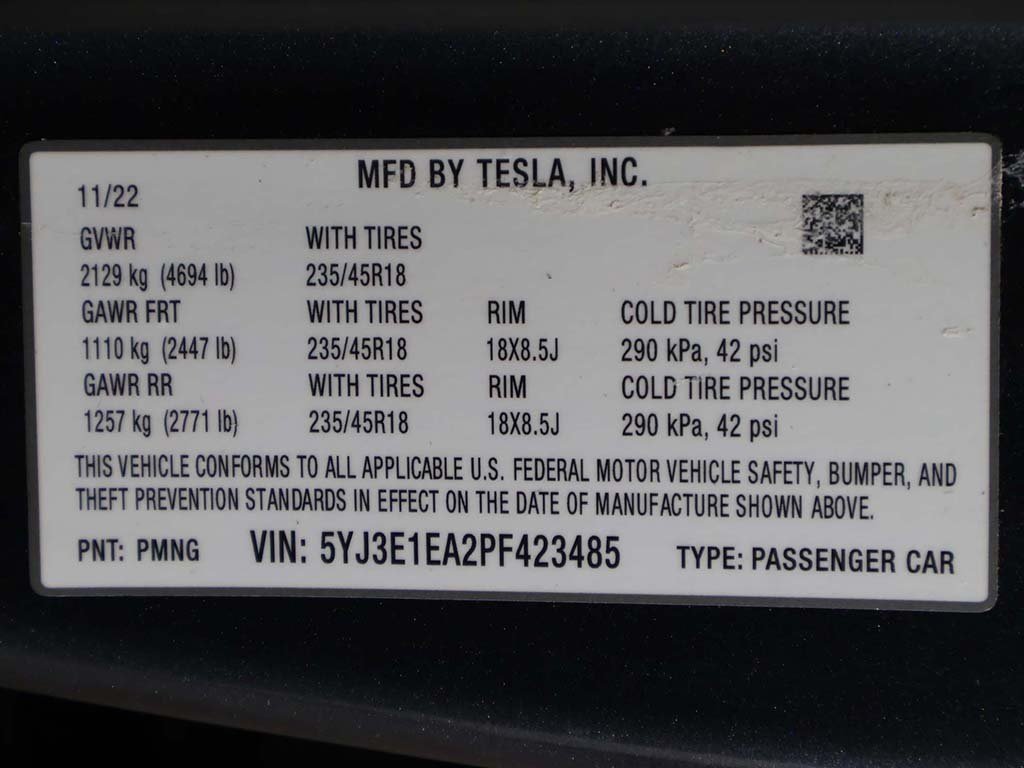 MFD BY TESLA, INC.
11/22
GVWR WITH TIRES
2129 kg (4694 lb) 235/45R18
GAWR FRT WITH TIRES RIM COLD TIRE PRESSURE
1110 kg (2447 lb) 235/45R18 18X8.5J 290 kPa, 42 psi
GAWR RR WITH TIRES RIM COLD TIRE PRESSURE
1257 kg (2771 lb) 235/45R18 18X8.5J 290 kPa, 42 psi
THIS VEHICLE CONFORMS TO ALL APPLICABLE U.S. FEDERAL MOTOR VEHICLE SAFETY, BUMPER, AND
THEFT PREVENTION STANDARDS IN EFFECT ON THE DATE OF MANUFACTURE SHOWN ABOVE.
PNT: PMNG VIN: 5YJ3E1EA2PF423485 TYPE: PASSENGER CAR